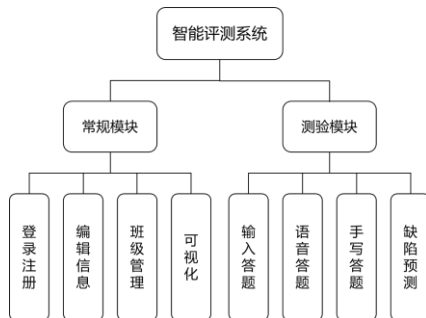 智能评测系统
常规模块
测验模块
登录注册
编辑信息
班级管理
可视化
输入答题
语音答题
手写答题
缺陷预测